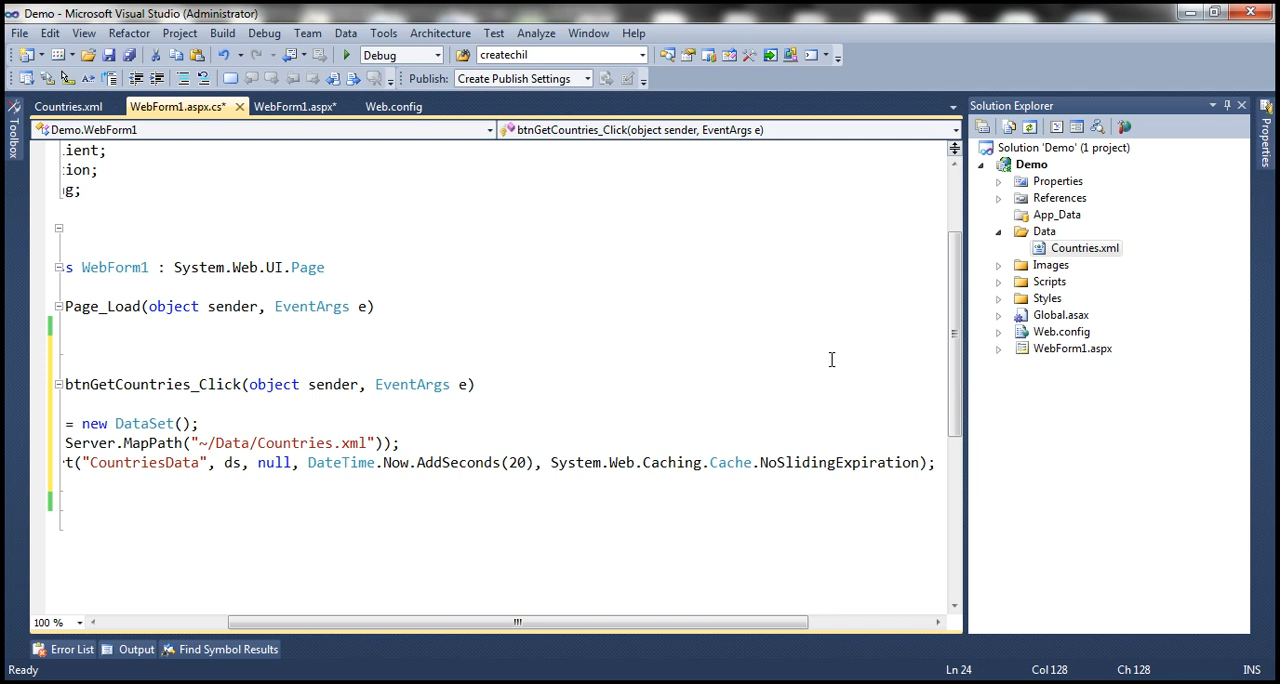 Demo - Microsoft Visual Studio (Administrator)
File Edit View Refactor Project Build Debug Team Data Tools Architecture Test Analyze Window Help
Debug createchil
Publish: Create Publish Settings
Countries.xml WebForm1.aspx.cs* WebForm1.aspx* Web.config
Toolbox
Demo.WebForm1 btnGetCountries_Click(object sender, EventArgs e)
ient;
ion;
g;
s WebForm1 : System.Web.UI.Page
Page_Load(object sender, EventArgs e)
btnGetCountries_Click(object sender, EventArgs e)
= new DataSet();
Server.MapPath("~/Data/Countries.xml"));
t("CountriesData", ds, null, DateTime.Now.AddSeconds(20), System.Web.Caching.Cache.NoSlidingExpiration);
100 %
Solution Explorer
Solution 'Demo' (1 project)
Demo
Properties
References
App_Data
Data
Countries.xml
Images
Scripts
Styles
Global.asax
Web.config
WebForm1.aspx
Properties
Error List Output Find Symbol Results
Ready Ln 24 Col 128 Ch 128 INS